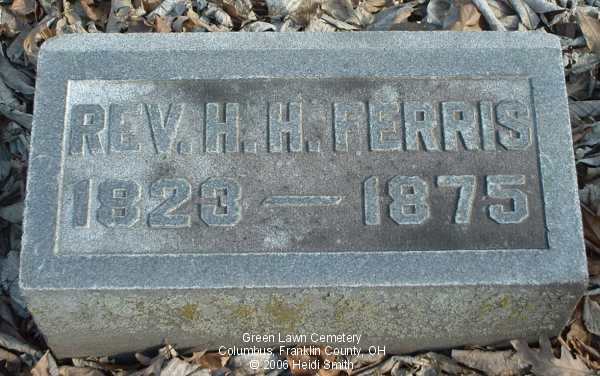 REV. H. H. FERRIS
1823 — 1875
Green Lawn Cemetery
Columbus, Franklin County, OH
© 2006 Heidi Smith